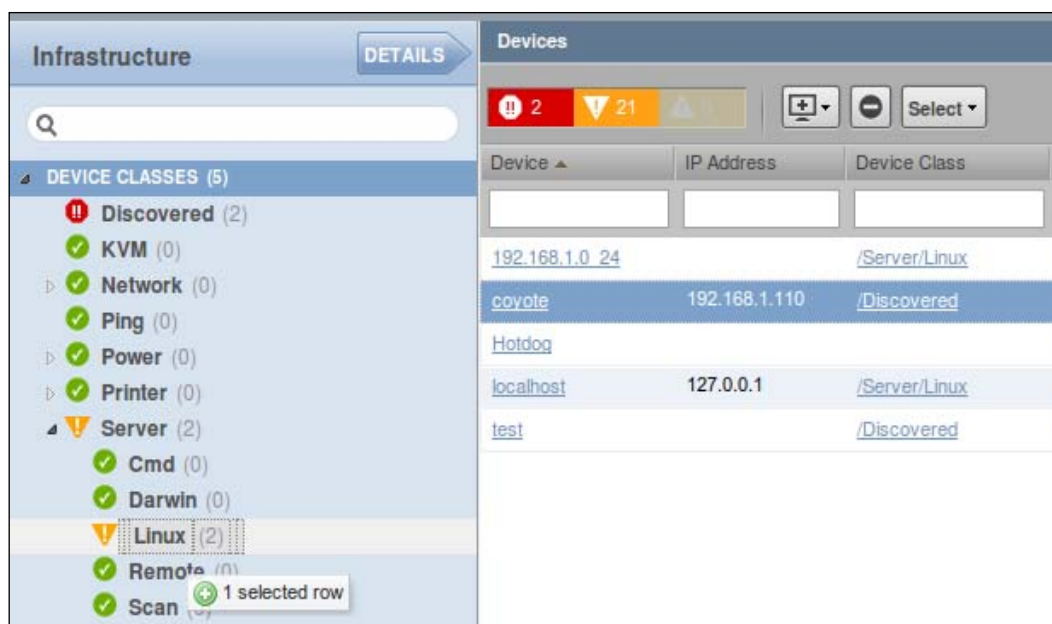 Infrastructure
DETAILS
DEVICE CLASSES (5)
Discovered (2)
KVM (0)
Network (0)
Ping (0)
Power (0)
Printer (0)
Server (2)
Cmd (0)
Darwin (0)
Linux (2)
Remote (0)
1 selected row
Scan
Devices
2 21
Select
Device IP Address Device Class
192.168.1.0_24 /Server/Linux
coyote 192.168.1.110 /Discovered
Hotdog
localhost 127.0.0.1 /Server/Linux
test /Discovered